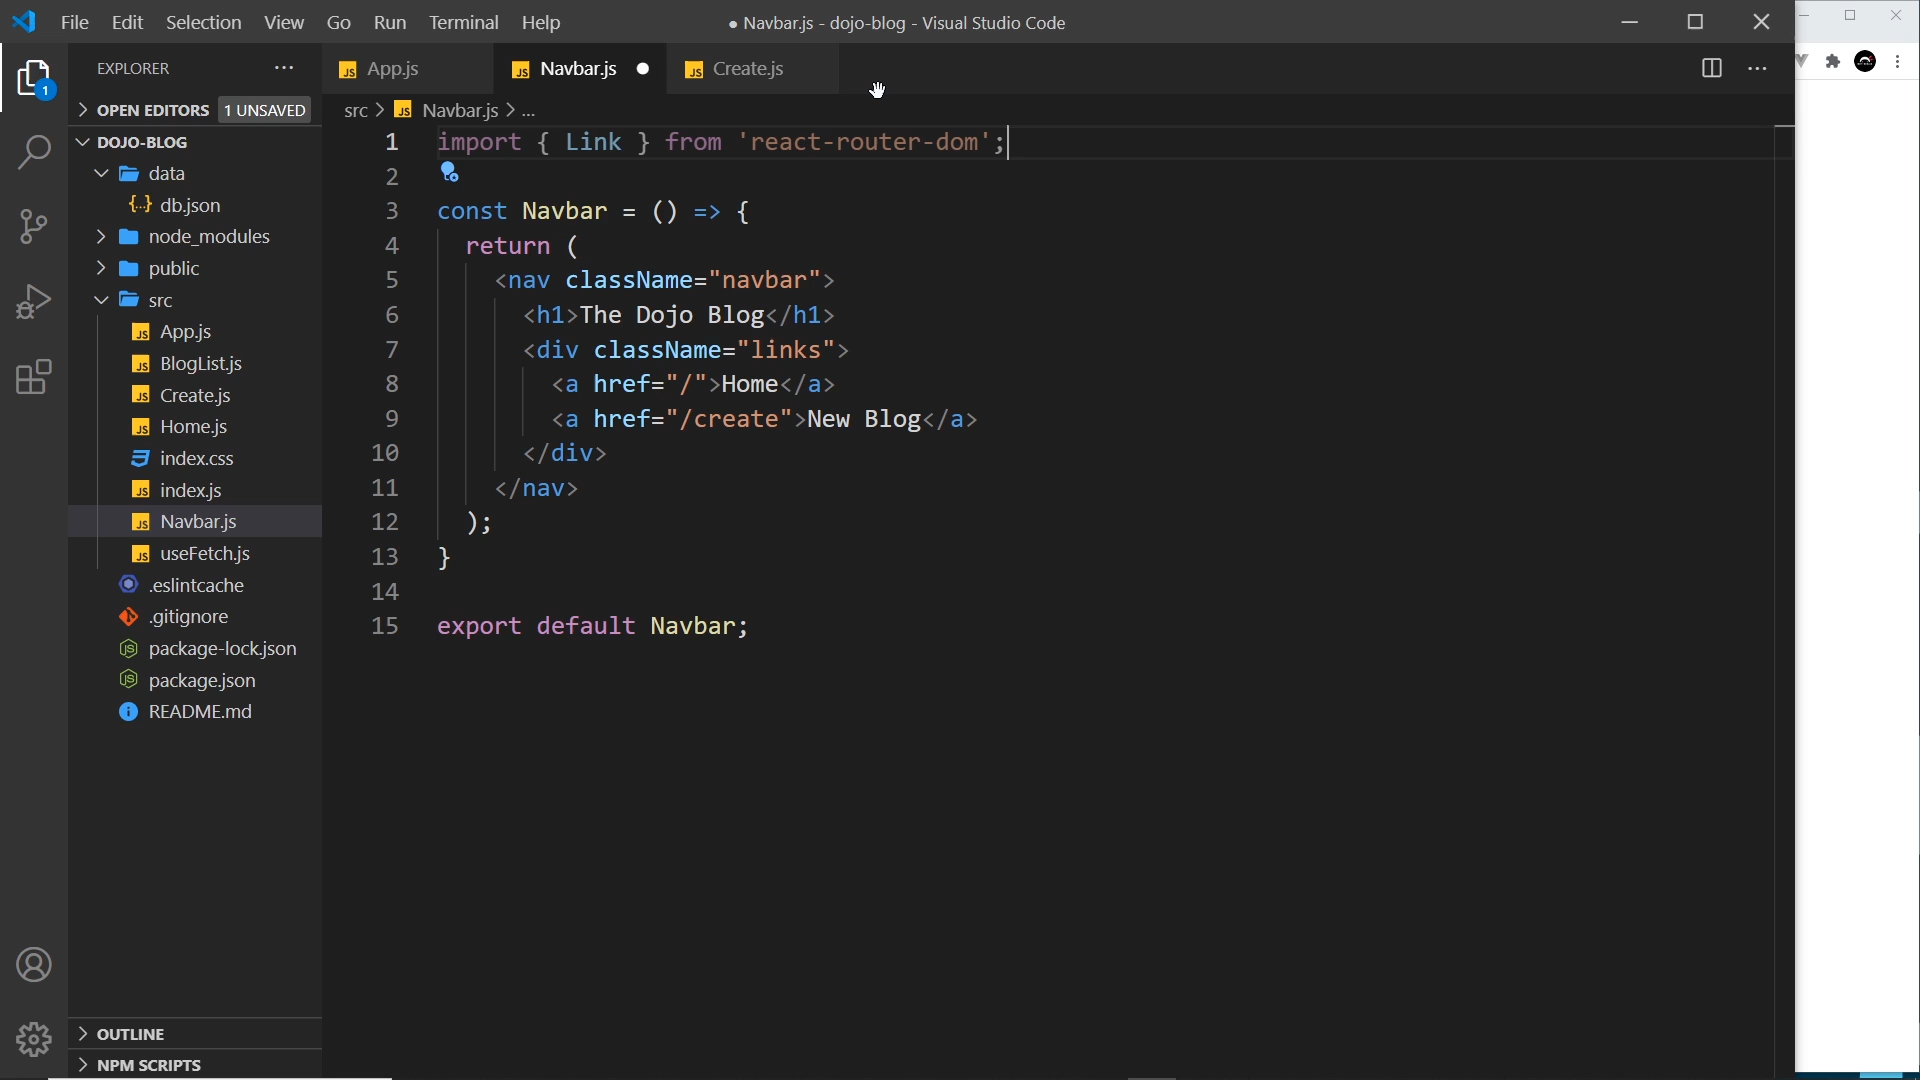 File Edit Selection View Go Run Terminal Help
● Navbar.js - dojo-blog - Visual Studio Code
EXPLORER
OPEN EDITORS 1 UNSAVED
DOJO-BLOG
data
db.json
node_modules
public
src
App.js
BlogList.js
Create.js
Home.js
index.css
index.js
Navbar.js
useFetch.js
.eslintcache
.gitignore
package-lock.json
package.json
README.md
OUTLINE
NPM SCRIPTS
1
JS App.js
JS Navbar.js
JS Create.js
src > JS Navbar.js > ...
1 import { Link } from 'react-router-dom';
2
3 const Navbar = () => {
4 return (
5 <nav className="navbar">
6 <h1>The Dojo Blog</h1>
7 <div className="links">
8 <a href="/">Home</a>
9 <a href="/create">New Blog</a>
10 </div>
11 </nav>
12 );
13 }
14
15 export default Navbar;